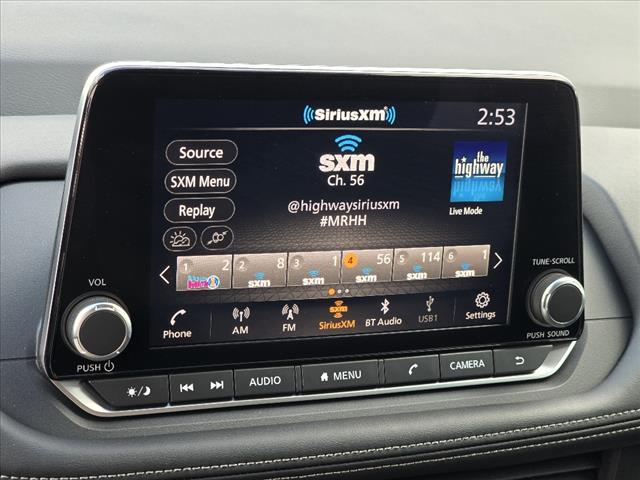 SiriusXM
2:53
Source
sxm
the highway
SXM Menu
Ch. 56
Replay
@highwaysiriusxm
#MRHH
Live Mode
1 2
2 8 sxm
3 1 sxm
4 56 sxm
5 114 sxm
6 1 sxm
VOL
PUSH
TUNE·SCROLL
PUSH SOUND
Phone
AM
FM
SiriusXM
BT Audio
USB1
Settings
AUDIO
MENU
CAMERA